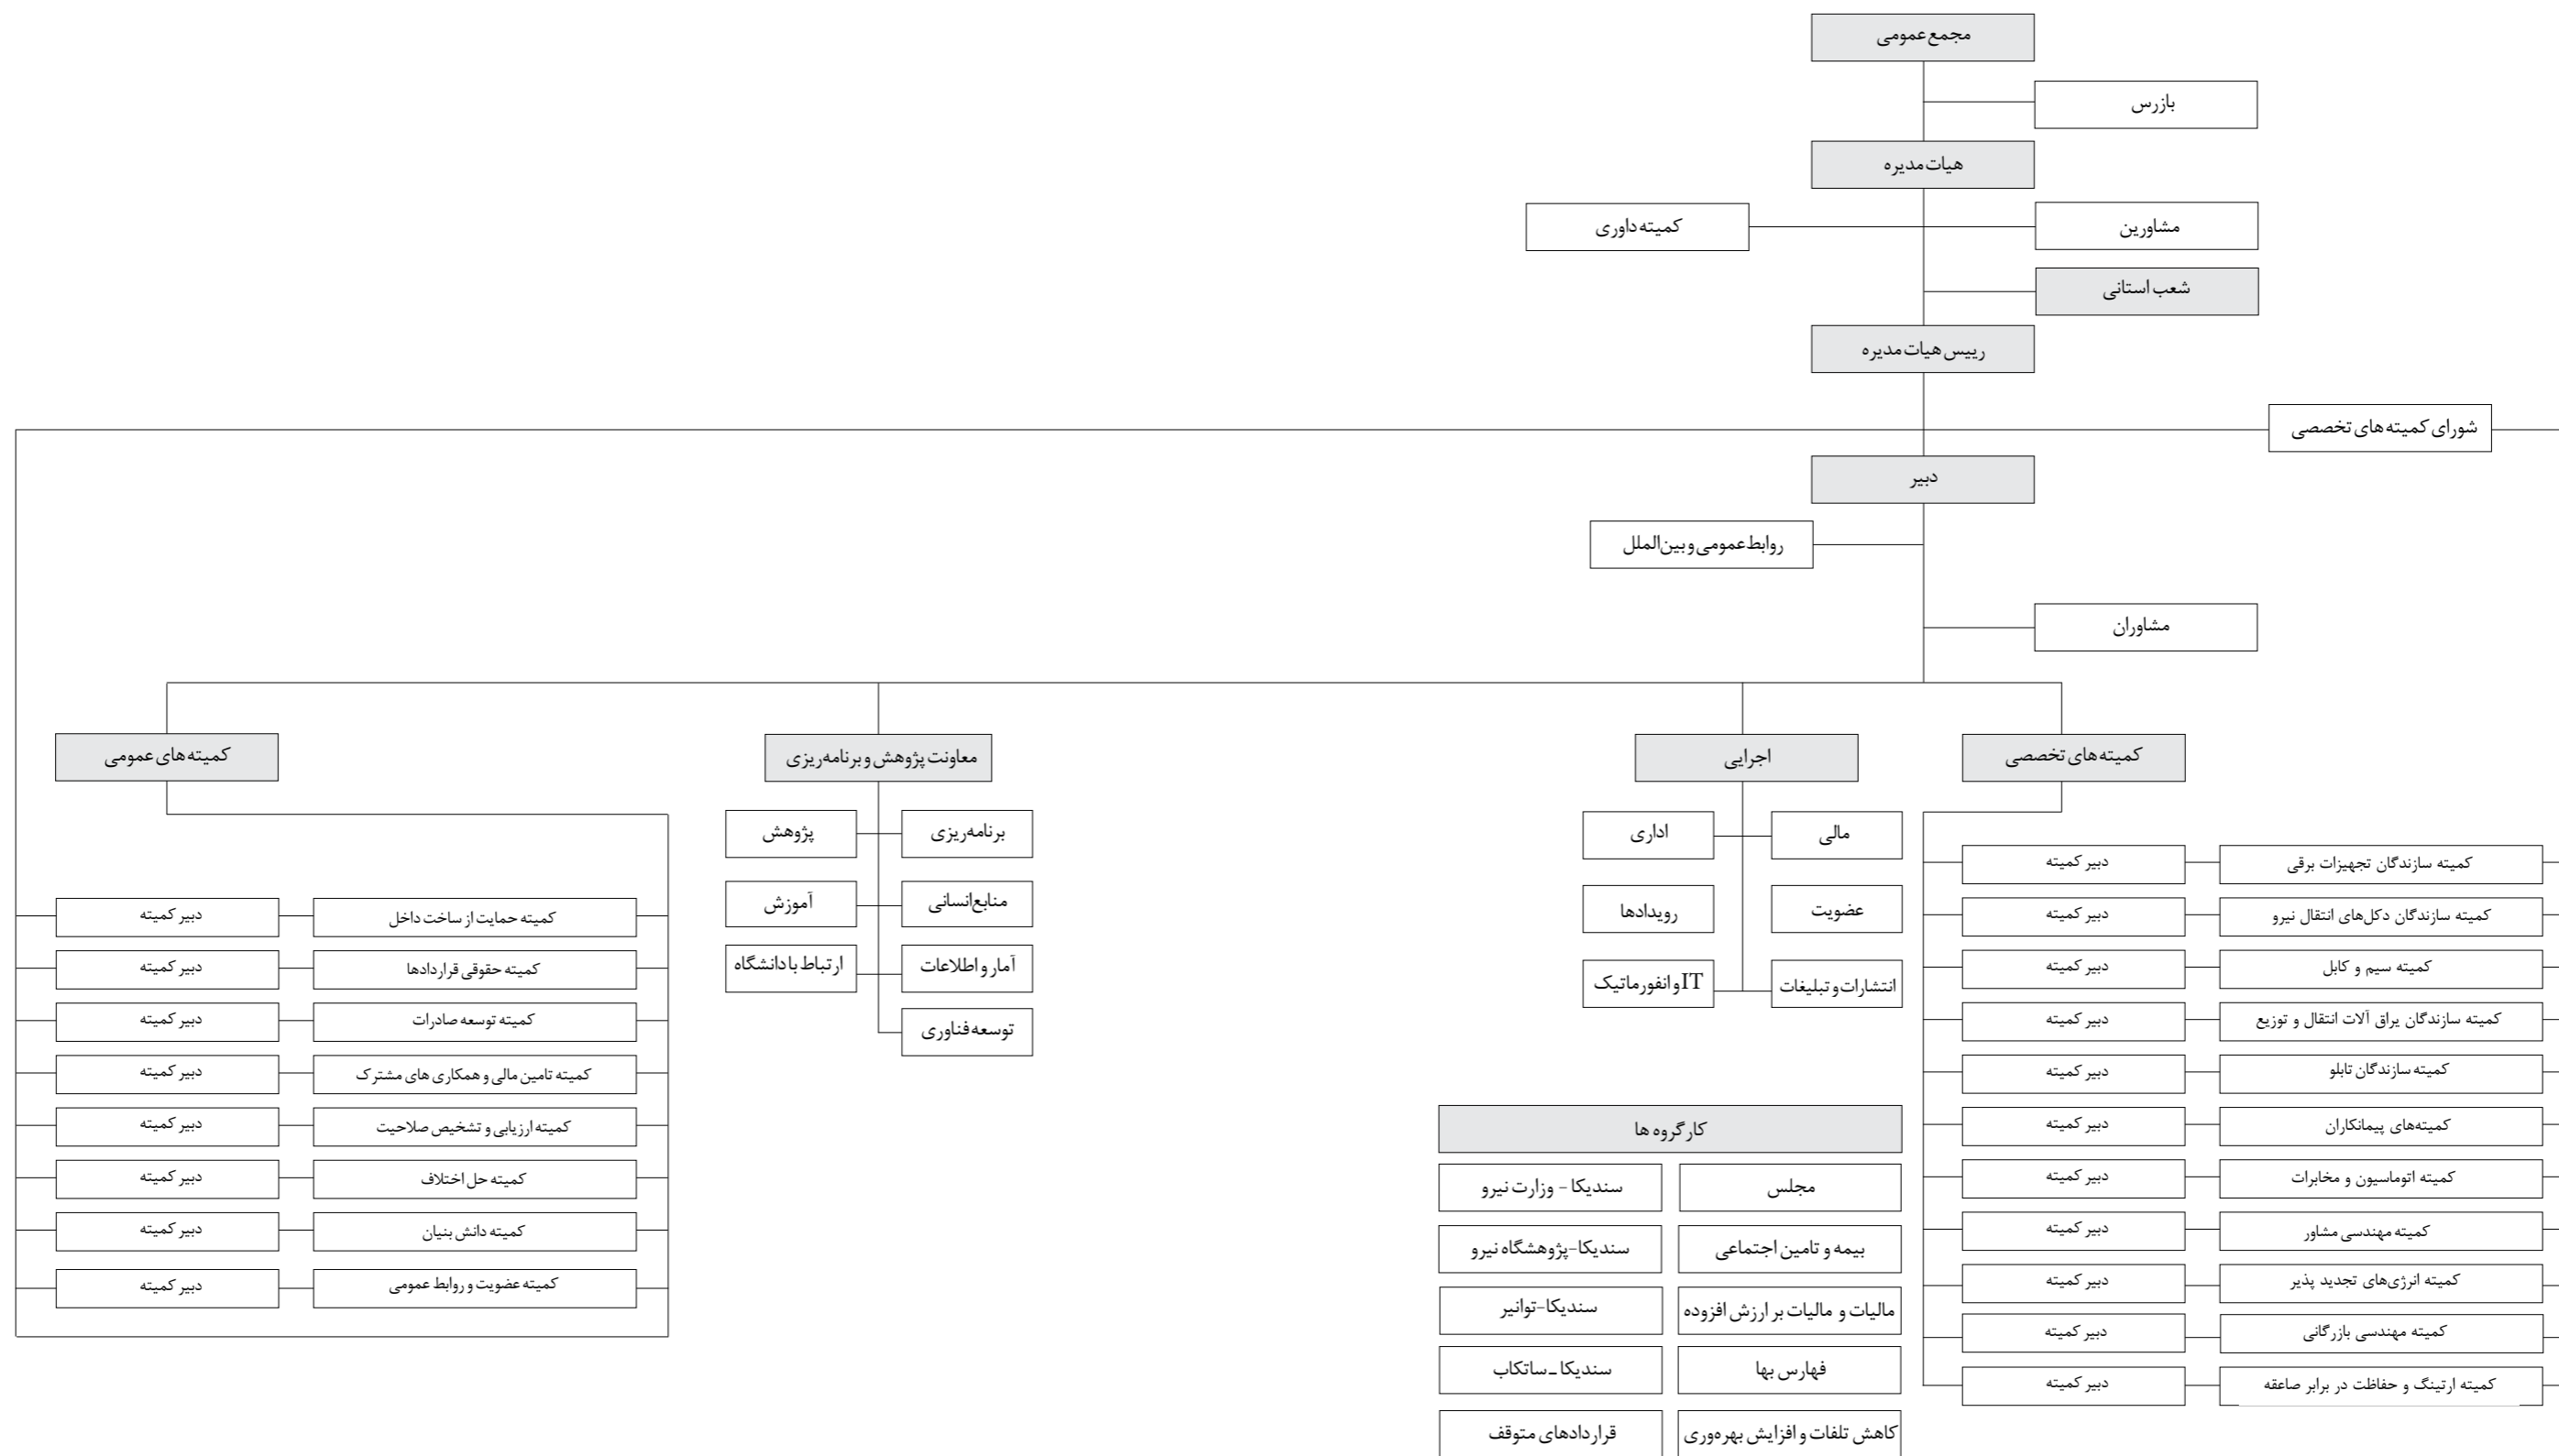 مجمع عمومی
بازرس
هیات مدیره
مشاورین
کمیته داوری
شعب استانی
رییس هیات مدیره
شورای کمیته های تخصصی
دبیر
روابط عمومی و بین‌الملل
مشاوران
کمیته های تخصصی
اجرایی
معاونت پژوهش و برنامه‌ریزی
کمیته های عمومی
کمیته سازندگان تجهیزات برقی
دبیر کمیته
کمیته سازندگان دکل‌های انتقال نیرو
دبیر کمیته
کمیته سیم و کابل
دبیر کمیته
کمیته سازندگان یراق آلات انتقال و توزیع
دبیر کمیته
کمیته سازندگان تابلو
دبیر کمیته
کمیته‌های پیمانکاران
دبیر کمیته
کمیته اتوماسیون و مخابرات
دبیر کمیته
کمیته مهندسی مشاور
دبیر کمیته
کمیته انرژی‌های تجدید پذیر
دبیر کمیته
کمیته مهندسی بازرگانی
دبیر کمیته
کمیته ارتینگ و حفاظت در برابر صاعقه
دبیر کمیته
مالی
اداری
عضویت
رویدادها
انتشارات و تبلیغات
IT و انفورماتیک
کارگروه ها
مجلس
سندیکا - وزارت نیرو
بیمه و تامین اجتماعی
سندیکا-پژوهشگاه نیرو
مالیات و مالیات بر ارزش افزوده
سندیکا-توانیر
فهارس بها
سندیکا ـ ساتکاب
کاهش تلفات و افزایش بهره‌وری
قراردادهای متوقف
برنامه‌ریزی
پژوهش
منابع‌انسانی
آموزش
آمار و اطلاعات
ارتباط با دانشگاه
توسعه فناوری
کمیته حمایت از ساخت داخل
دبیر کمیته
کمیته حقوقی قراردادها
دبیر کمیته
کمیته توسعه صادرات
دبیر کمیته
کمیته تامین مالی و همکاری های مشترک
دبیر کمیته
کمیته ارزیابی و تشخیص صلاحیت
دبیر کمیته
کمیته حل اختلاف
دبیر کمیته
کمیته دانش بنیان
دبیر کمیته
کمیته عضویت و روابط عمومی
دبیر کمیته